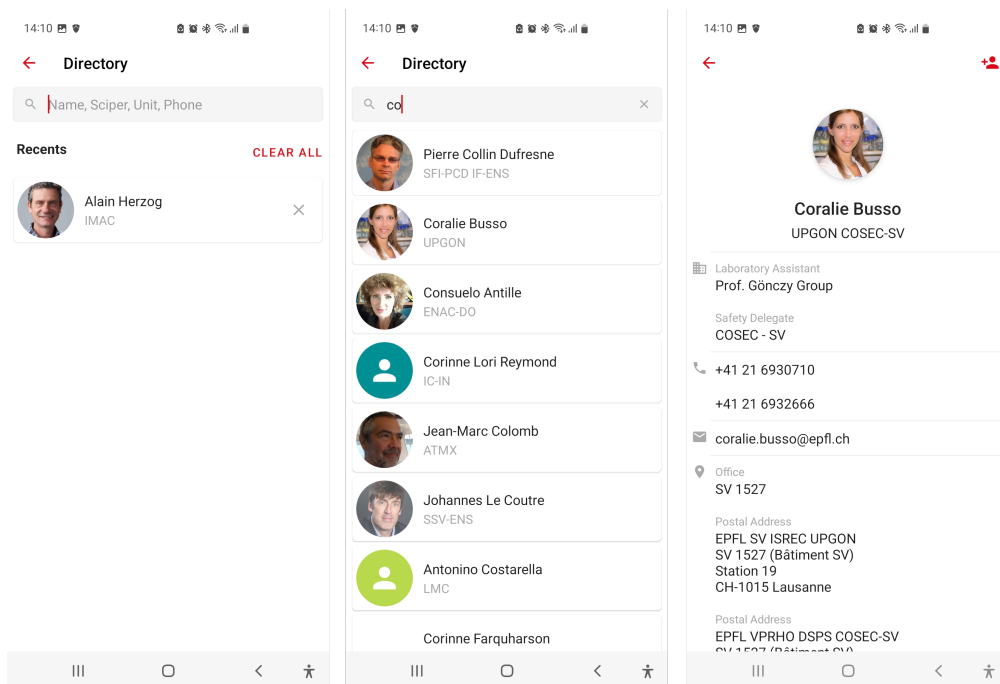 14:10
Directory
Name, Sciper, Unit, Phone
Recents
CLEAR ALL
Alain Herzog
IMAC
14:10
Directory
co
Pierre Collin Dufresne
SFI-PCD IF-ENS
Coralie Busso
UPGON
Consuelo Antille
ENAC-DO
Corinne Lori Reymond
IC-IN
Jean-Marc Colomb
ATMX
Johannes Le Coutre
SSV-ENS
Antonino Costarella
LMC
Corinne Farquharson
14:10
Coralie Busso
UPGON COSEC-SV
Laboratory Assistant
Prof. Gönczy Group
Safety Delegate
COSEC - SV
+41 21 6930710
+41 21 6932666
coralie.busso@epfl.ch
Office
SV 1527
Postal Address
EPFL SV ISREC UPGON
SV 1527 (Bâtiment SV)
Station 19
CH-1015 Lausanne
Postal Address
EPFL VPRHO DSPS COSEC-SV
SV 1527 (Bâtiment SV)